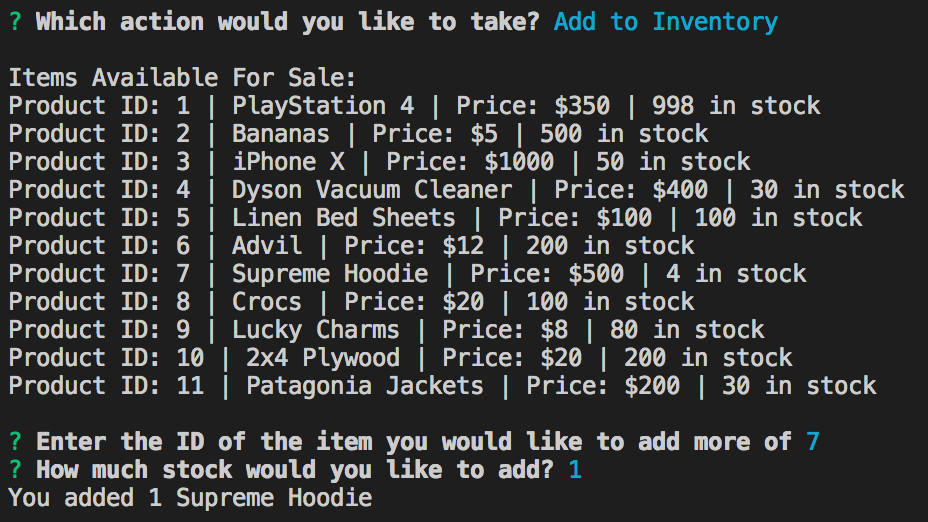 ? Which action would you like to take? Add to Inventory
Items Available For Sale:
Product ID: 1 | PlayStation 4 | Price: $350 | 998 in stock
Product ID: 2 | Bananas | Price: $5 | 500 in stock
Product ID: 3 | iPhone X | Price: $1000 | 50 in stock
Product ID: 4 | Dyson Vacuum Cleaner | Price: $400 | 30 in stock
Product ID: 5 | Linen Bed Sheets | Price: $100 | 100 in stock
Product ID: 6 | Advil | Price: $12 | 200 in stock
Product ID: 7 | Supreme Hoodie | Price: $500 | 4 in stock
Product ID: 8 | Crocs | Price: $20 | 100 in stock
Product ID: 9 | Lucky Charms | Price: $8 | 80 in stock
Product ID: 10 | 2x4 Plywood | Price: $20 | 200 in stock
Product ID: 11 | Patagonia Jackets | Price: $200 | 30 in stock
? Enter the ID of the item you would like to add more of 7
? How much stock would you like to add? 1
You added 1 Supreme Hoodie